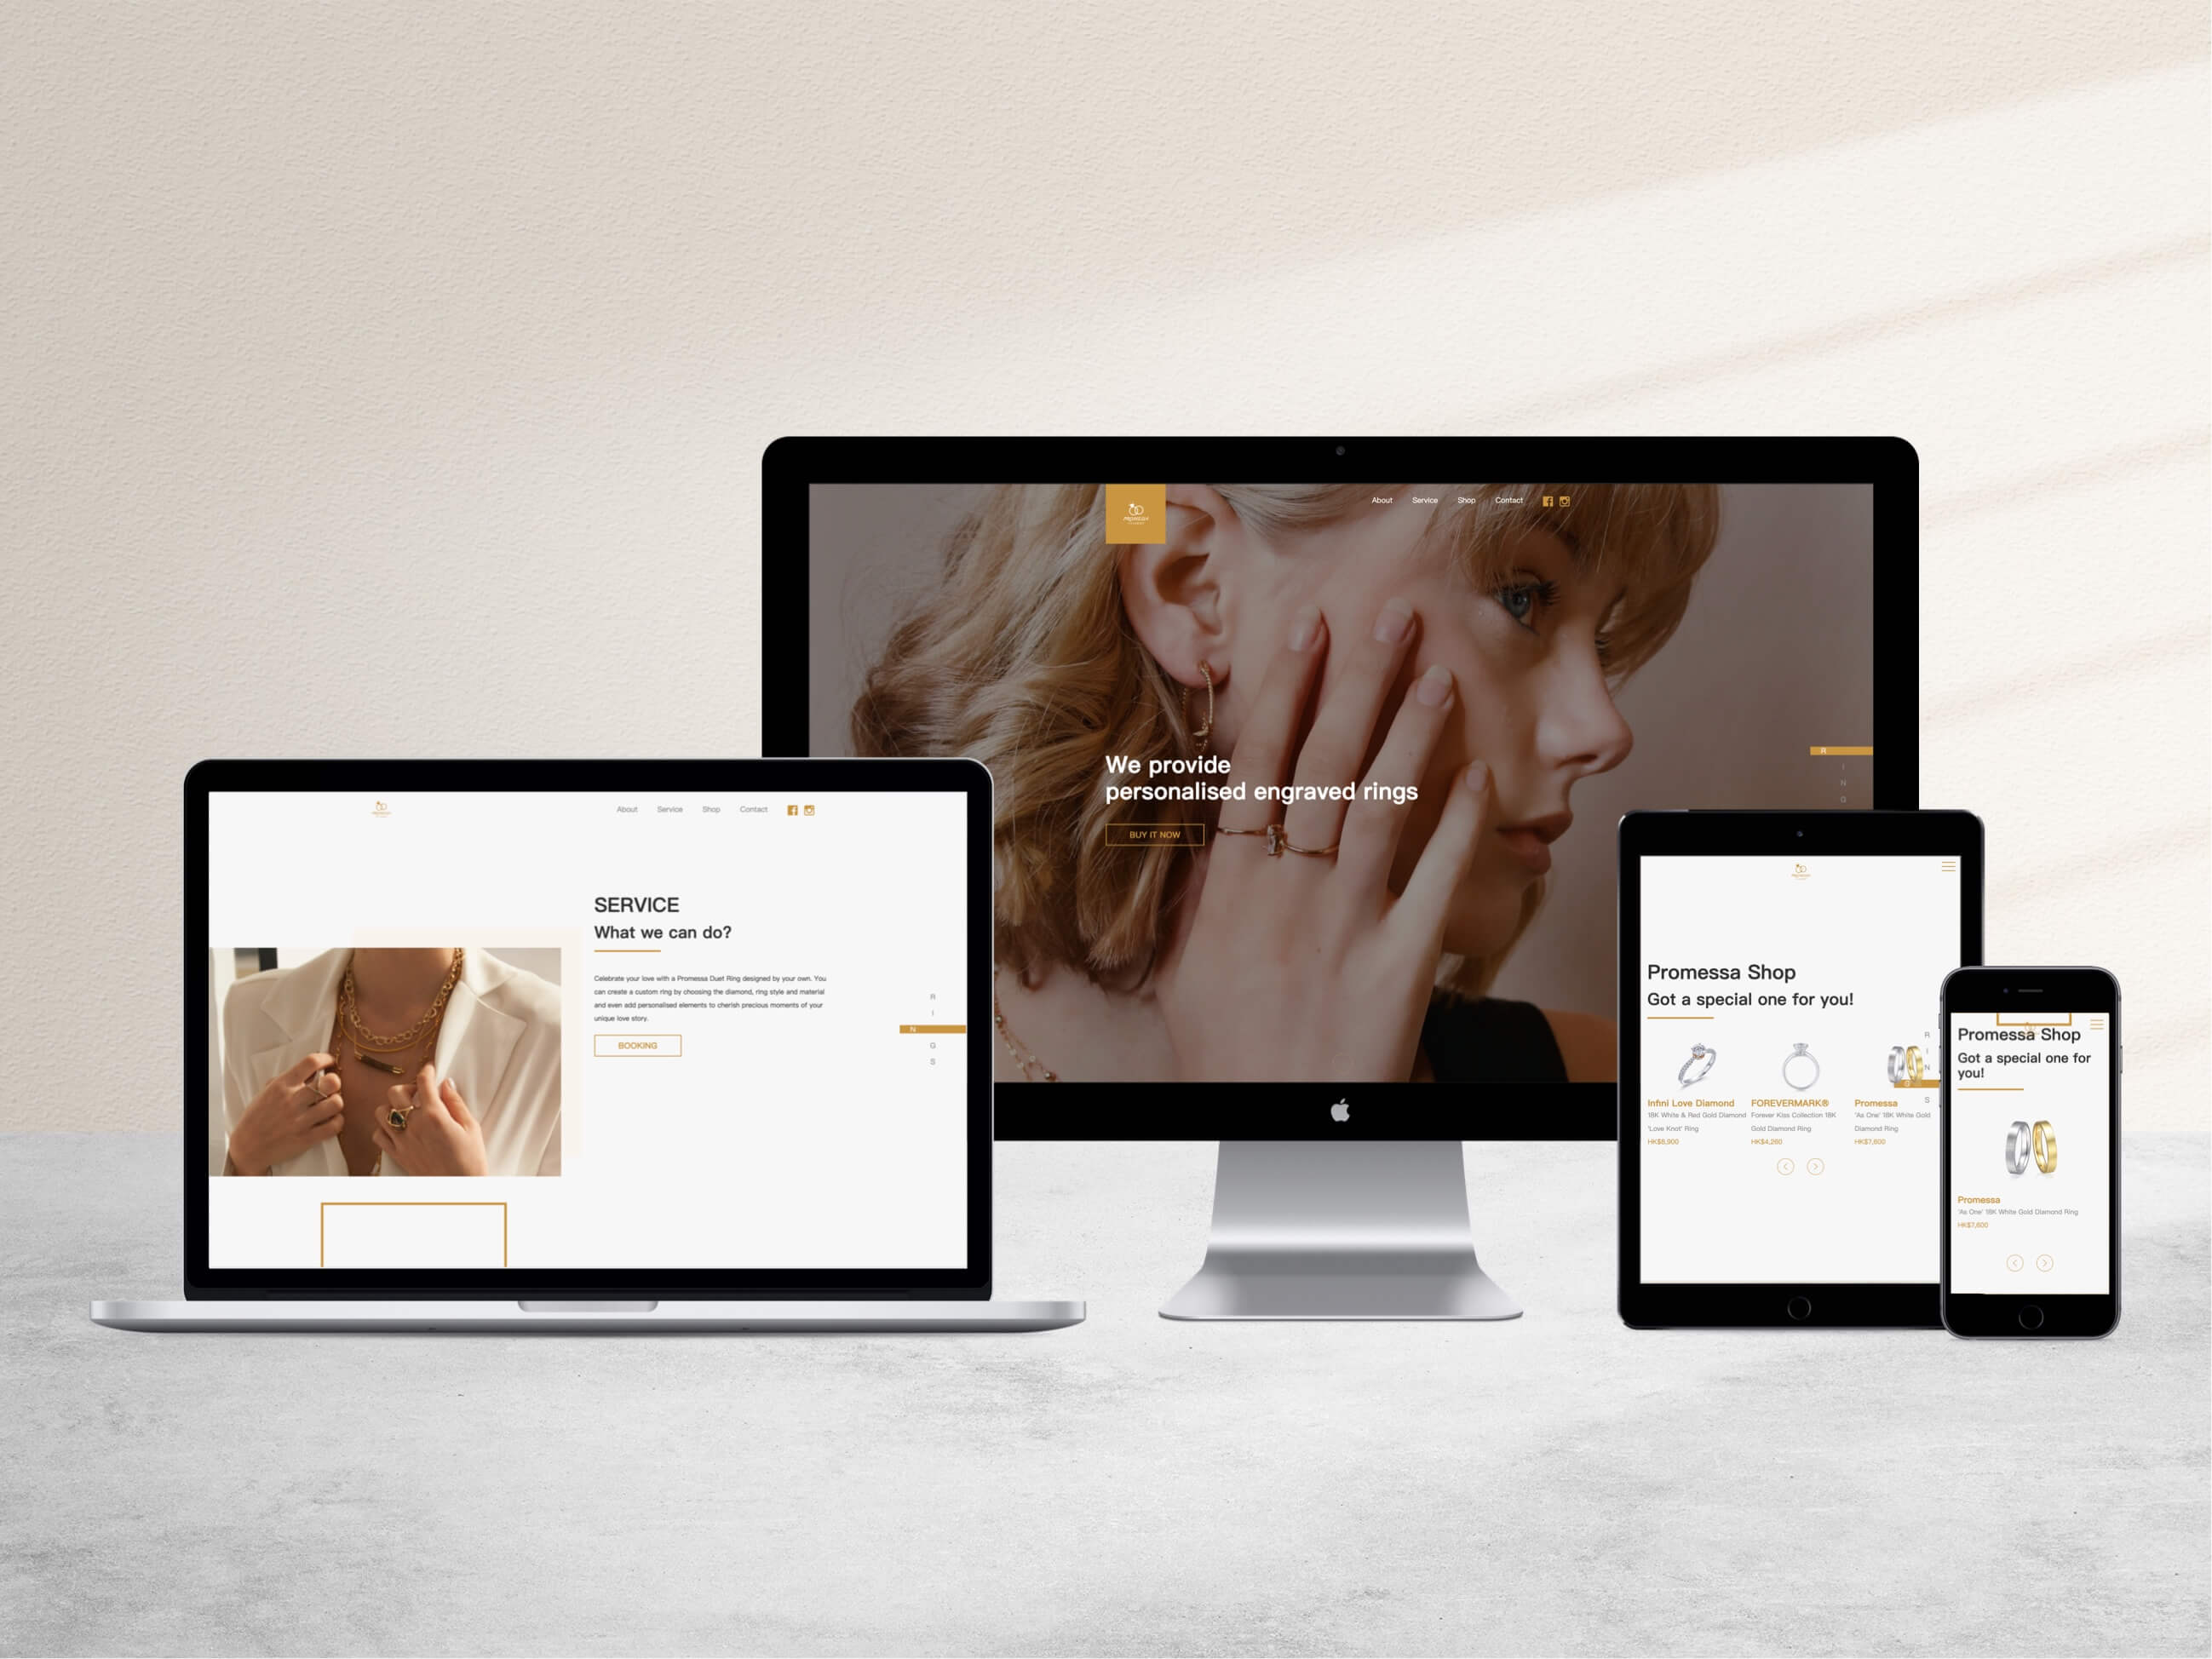 About Service Shop Contact
We provide
personalised engraved rings
BUY IT NOW
R
I
N
G
About Service Shop Contact
SERVICE
What we can do?
Celebrate your love with a Promessa Duet Ring designed by your own. You
can create a custom ring by choosing the diamond, ring style and material
and even add personalised elements to cherish precious moments of your
unique love story.
BOOKING
R
I
N
G
S
Promessa Shop
Got a special one for you!
Infini Love Diamond
18K White & Red Gold Diamond
'Love Knot' Ring
HK$8,900
FOREVERMARK®
Forever Kiss Collection 18K
Gold Diamond Ring
HK$4,260
Promessa
'As One' 18K White Gold
Diamond Ring
HK$7,600
R
I
N
G
S
Promessa Shop
Got a special one for
you!
Promessa
'As One' 18K White Gold Diamond Ring
HK$7,600